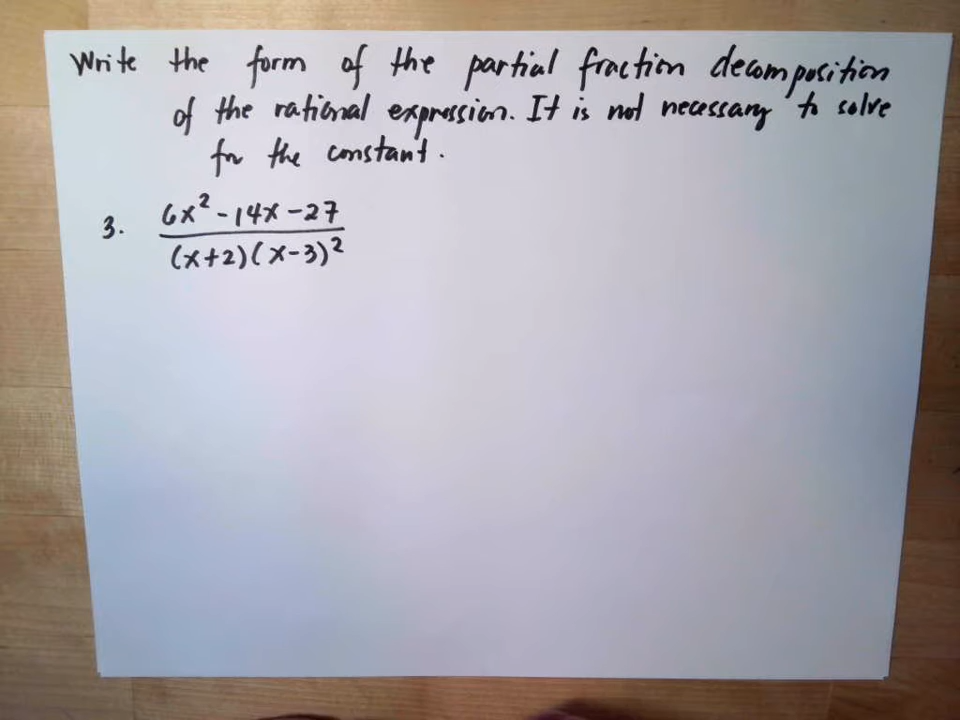 Write the form of the partial fraction decomposition
of the rational expression. It is not necessary to solve
for the constant.
3. 6x² - 14x - 27
(x+2)(x-3)²